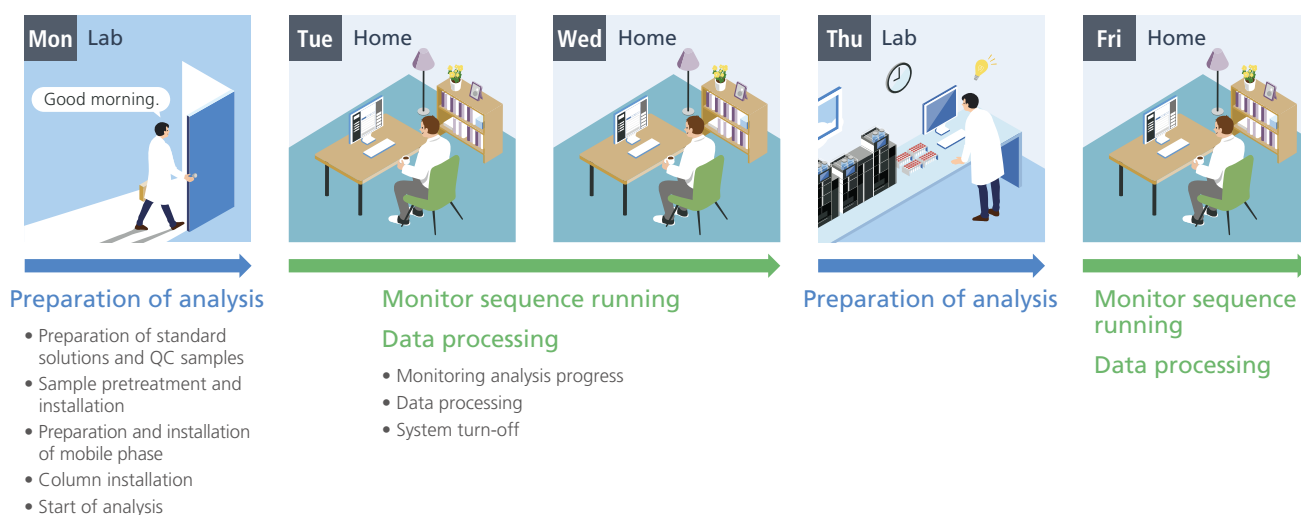 Mon Lab
Good morning.
Tue Home
Wed Home
Thu Lab
Fri Home
Preparation of analysis
• Preparation of standard
solutions and QC samples
• Sample pretreatment and
installation
• Preparation and installation
of mobile phase
• Column installation
• Start of analysis
Monitor sequence running
Data processing
• Monitoring analysis progress
• Data processing
• System turn-off
Preparation of analysis
Monitor sequence
running
Data processing